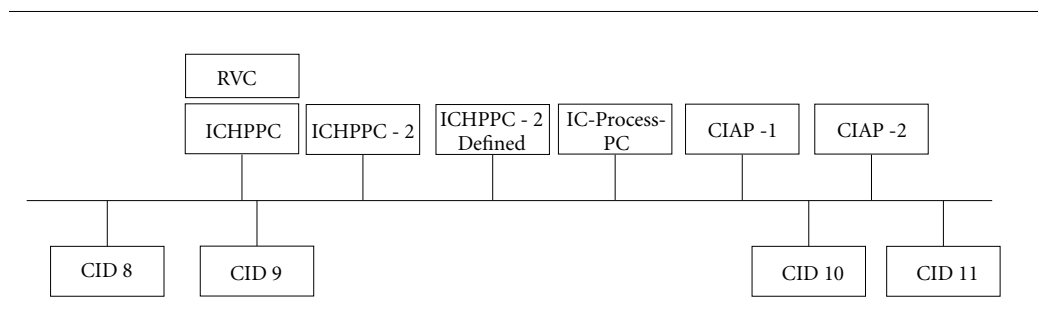 RVC
ICHPPC
ICHPPC - 2
ICHPPC - 2
Defined
IC-Process-
PC
CIAP -1
CIAP -2
CID 8
CID 9
CID 10
CID 11